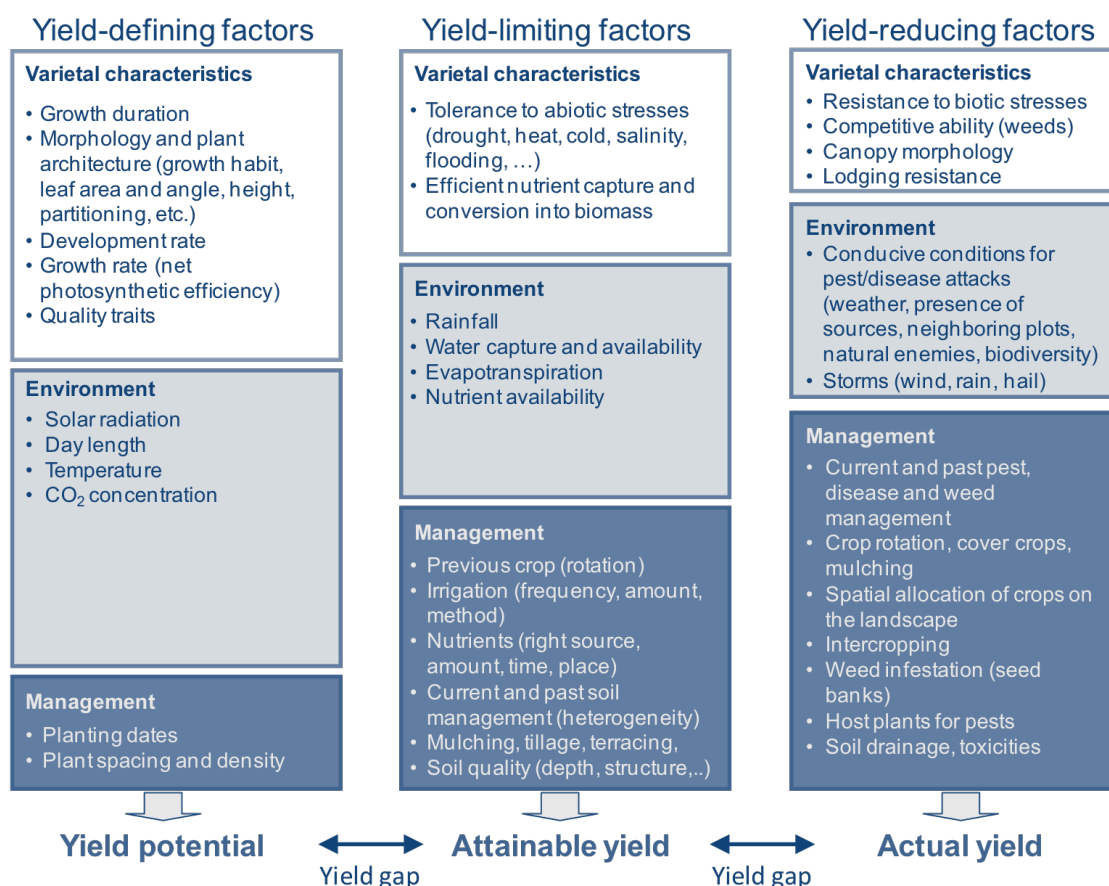 Yield-defining factors
Varietal characteristics
• Growth duration
• Morphology and plant
architecture (growth habit,
leaf area and angle, height,
partitioning, etc.)
• Development rate
• Growth rate (net
photosynthetic efficiency)
• Quality traits
Environment
• Solar radiation
• Day length
• Temperature
• CO₂ concentration
Management
• Planting dates
• Plant spacing and density
Yield potential
Yield-limiting factors
Varietal characteristics
• Tolerance to abiotic stresses
(drought, heat, cold, salinity,
flooding, …)
• Efficient nutrient capture and
conversion into biomass
Environment
• Rainfall
• Water capture and availability
• Evapotranspiration
• Nutrient availability
Management
• Previous crop (rotation)
• Irrigation (frequency, amount,
method)
• Nutrients (right source,
amount, time, place)
• Current and past soil
management (heterogeneity)
• Mulching, tillage, terracing,
• Soil quality (depth, structure,..)
Attainable yield
Yield-reducing factors
Varietal characteristics
• Resistance to biotic stresses
• Competitive ability (weeds)
• Canopy morphology
• Lodging resistance
Environment
• Conducive conditions for
pest/disease attacks
(weather, presence of
sources, neighboring plots,
natural enemies, biodiversity)
• Storms (wind, rain, hail)
Management
• Current and past pest,
disease and weed
management
• Crop rotation, cover crops,
mulching
• Spatial allocation of crops on
the landscape
• Intercropping
• Weed infestation (seed
banks)
• Host plants for pests
• Soil drainage, toxicities
Actual yield
Yield gap
Yield gap